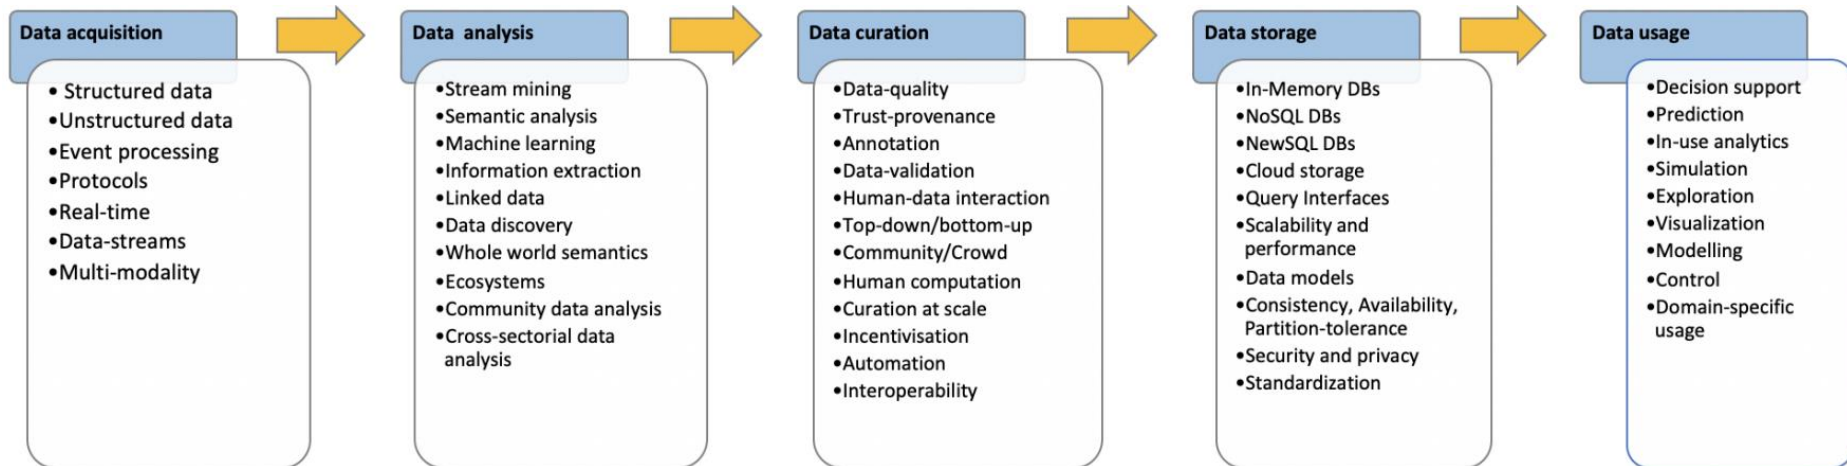 Data acquisition
• Structured data
•Unstructured data
•Event processing
•Protocols
•Real-time
•Data-streams
•Multi-modality
Data analysis
•Stream mining
•Semantic analysis
•Machine learning
•Information extraction
•Linked data
•Data discovery
•Whole world semantics
•Ecosystems
•Community data analysis
•Cross-sectorial data
analysis
Data curation
•Data-quality
•Trust-provenance
•Annotation
•Data-validation
•Human-data interaction
•Top-down/bottom-up
•Community/Crowd
•Human computation
•Curation at scale
•Incentivisation
•Automation
•Interoperability
Data storage
•In-Memory DBs
•NoSQL DBs
•NewSQL DBs
•Cloud storage
•Query Interfaces
•Scalability and
performance
•Data models
•Consistency, Availability,
Partition-tolerance
•Security and privacy
•Standardization
Data usage
•Decision support
•Prediction
•In-use analytics
•Simulation
•Exploration
•Visualization
•Modelling
•Control
•Domain-specific
usage